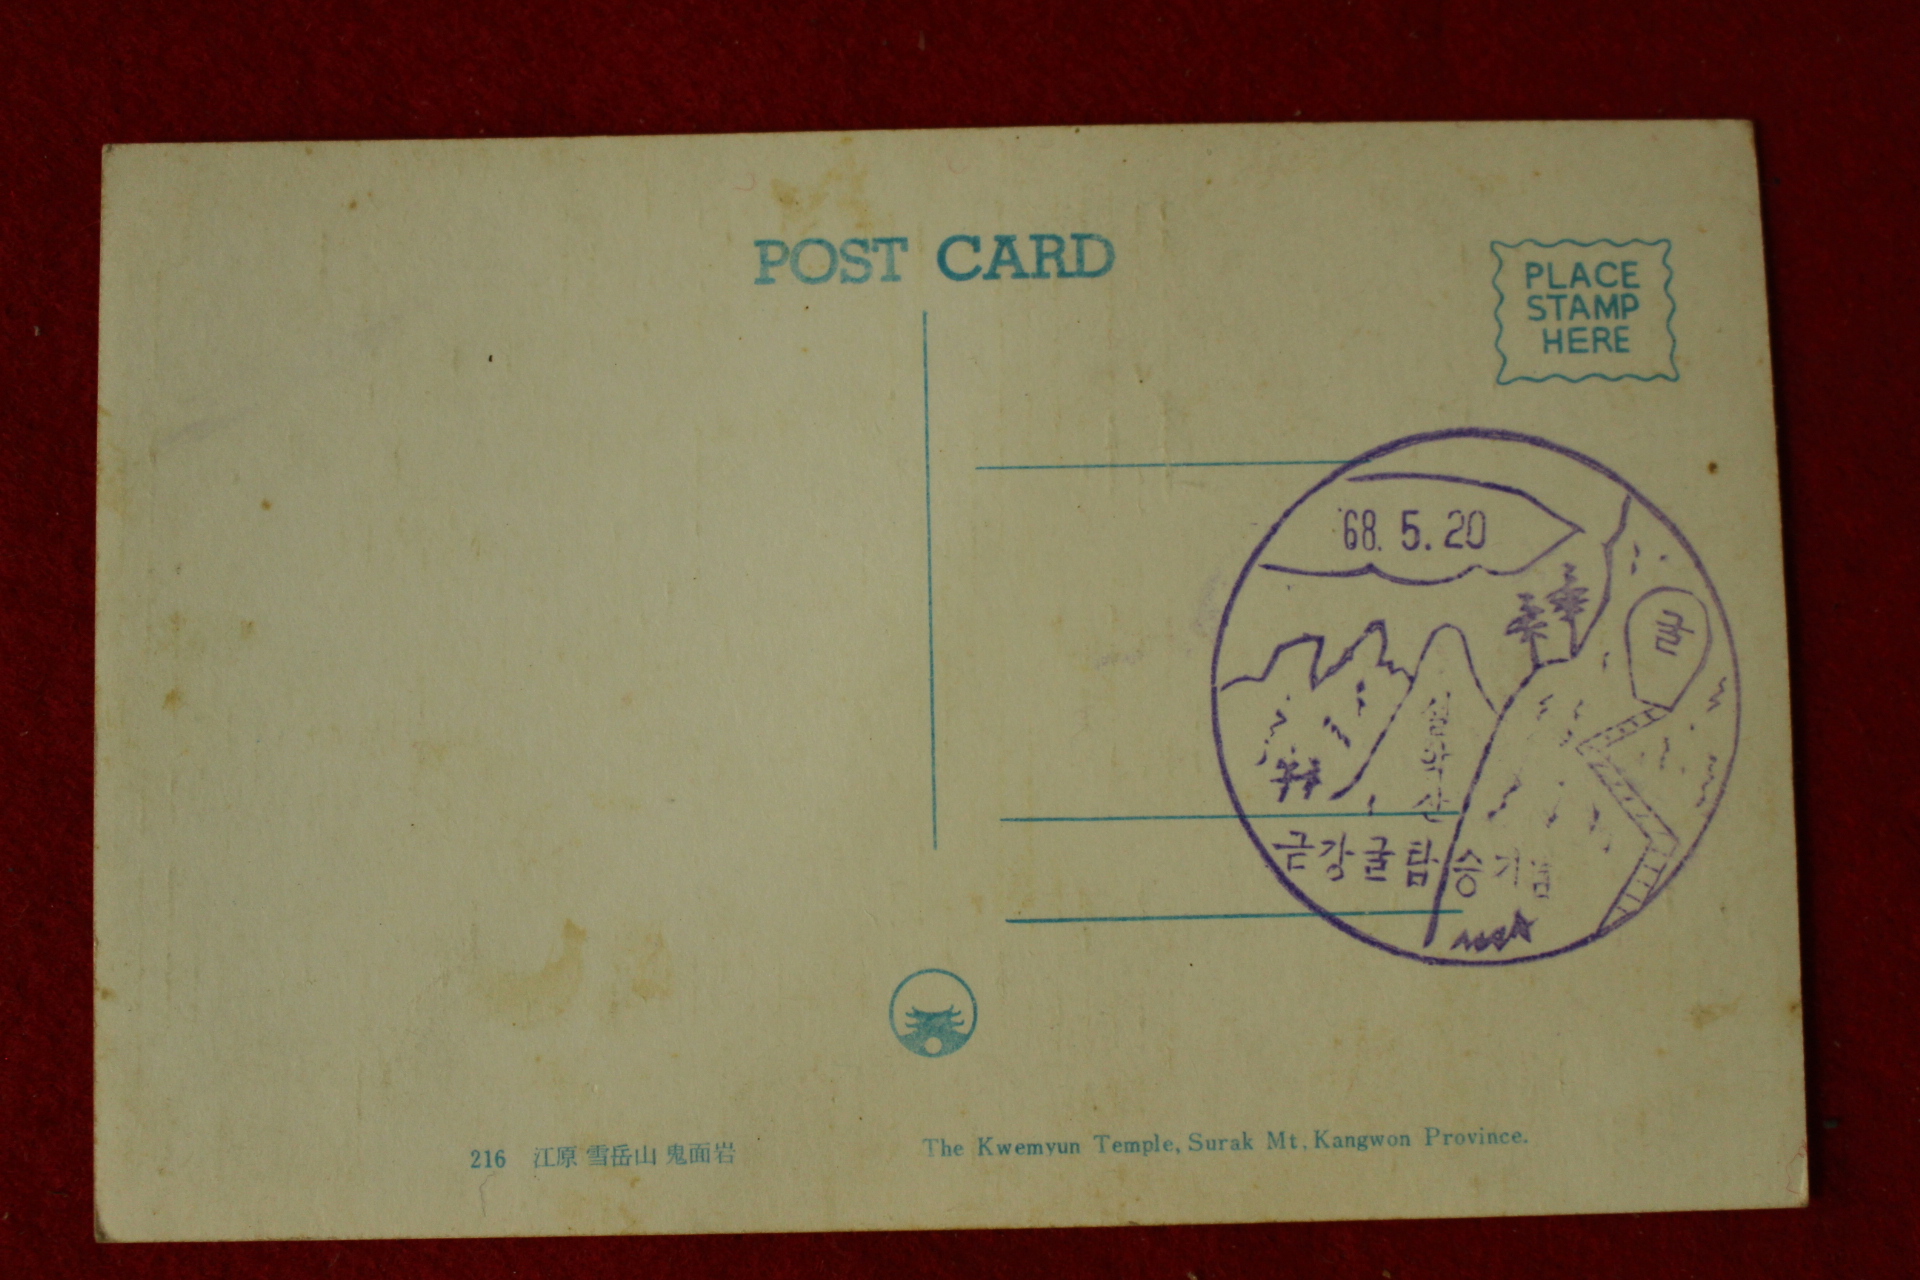 POST CARD
PLACE
STAMP
HERE
68. 5. 20
굴
설악산
금강굴탐승기념
216 江原 雪岳山 鬼面岩
The Kwemyun Temple, Surak Mt, Kangwon Province.